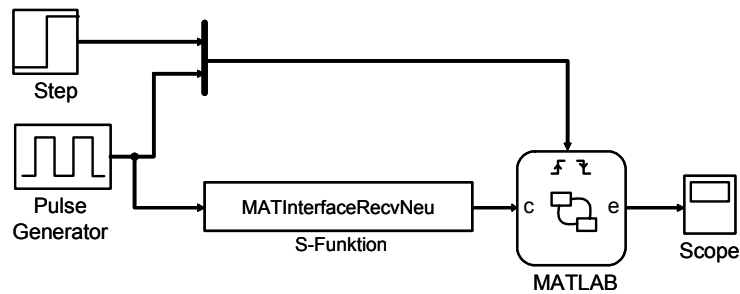 Step
Pulse
Generator
MATInterfaceRecvNeu
S-Funktion
c
e
MATLAB
Scope